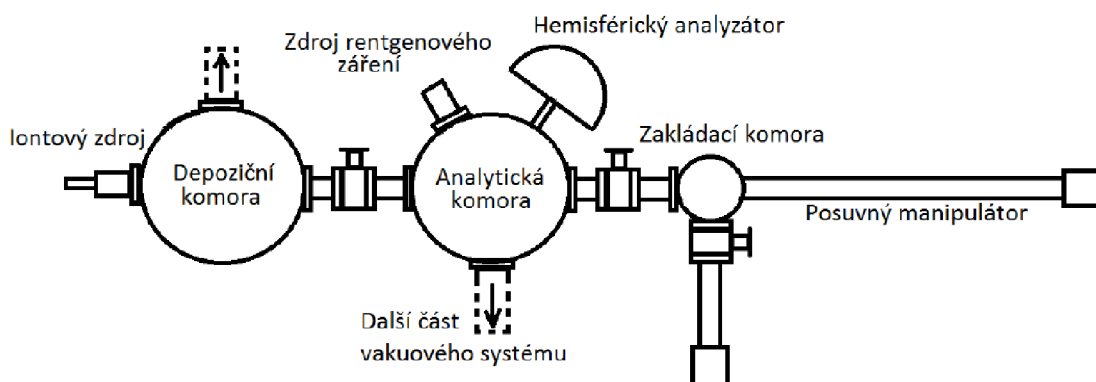 Hemisférický analyzátor
Zdroj rentgenového
záření
Iontový zdroj
Zakládací komora
Depoziční
komora
Analytická
komora
Posuvný manipulátor
Další část
vakuového systému